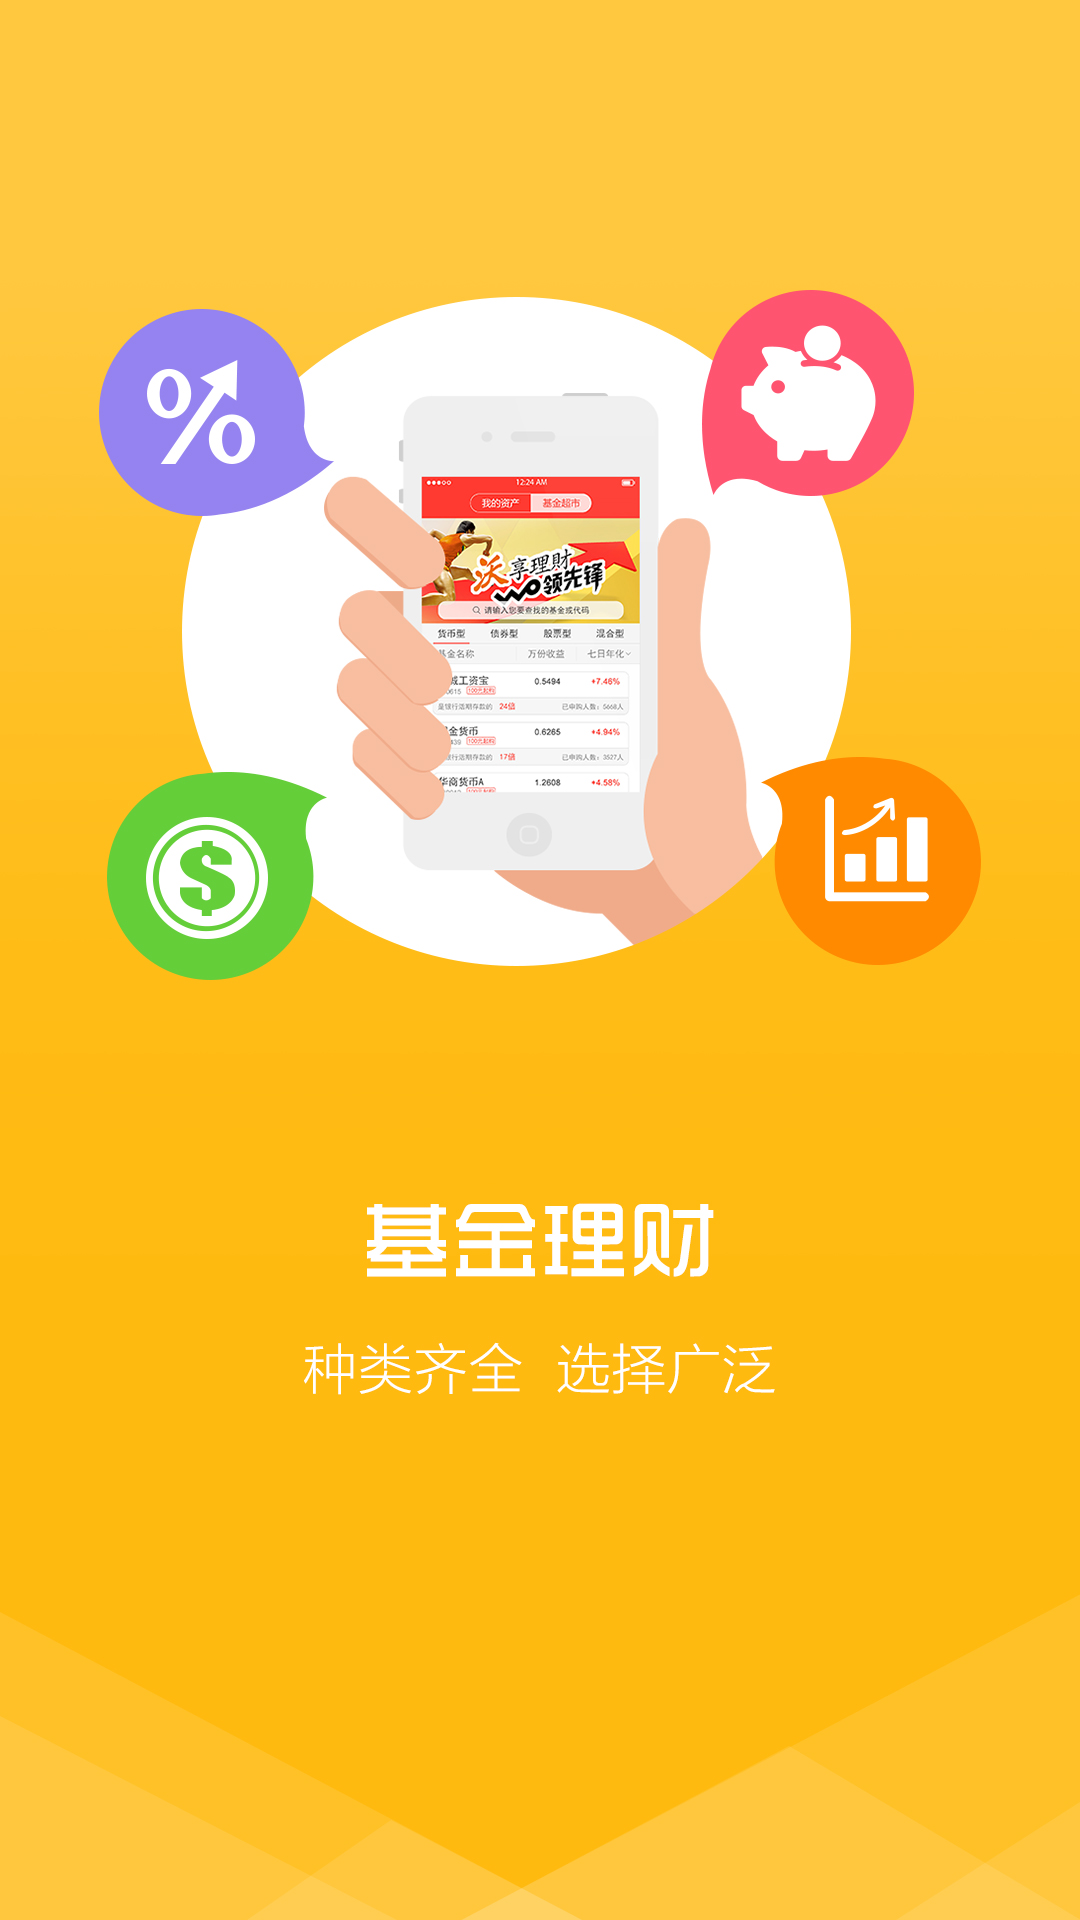 12:24 AM
我的资产 基金超市
沃享理财
WO领先锋
请输入您要查找的基金或代码
货币型 债券型 股票型 混合型
基金名称 万份收益 七日年化
工资宝 0.5494 +7.46%
0615 100元起购
是银行活期存款的 24倍 已申购人数：5668人
金货币 0.6265 +4.94%
439 100元起购
银行活期存款的 17倍 已申购人数：3527人
华商货币A 1.2608 +4.58%
$
基金理财
种类齐全 选择广泛